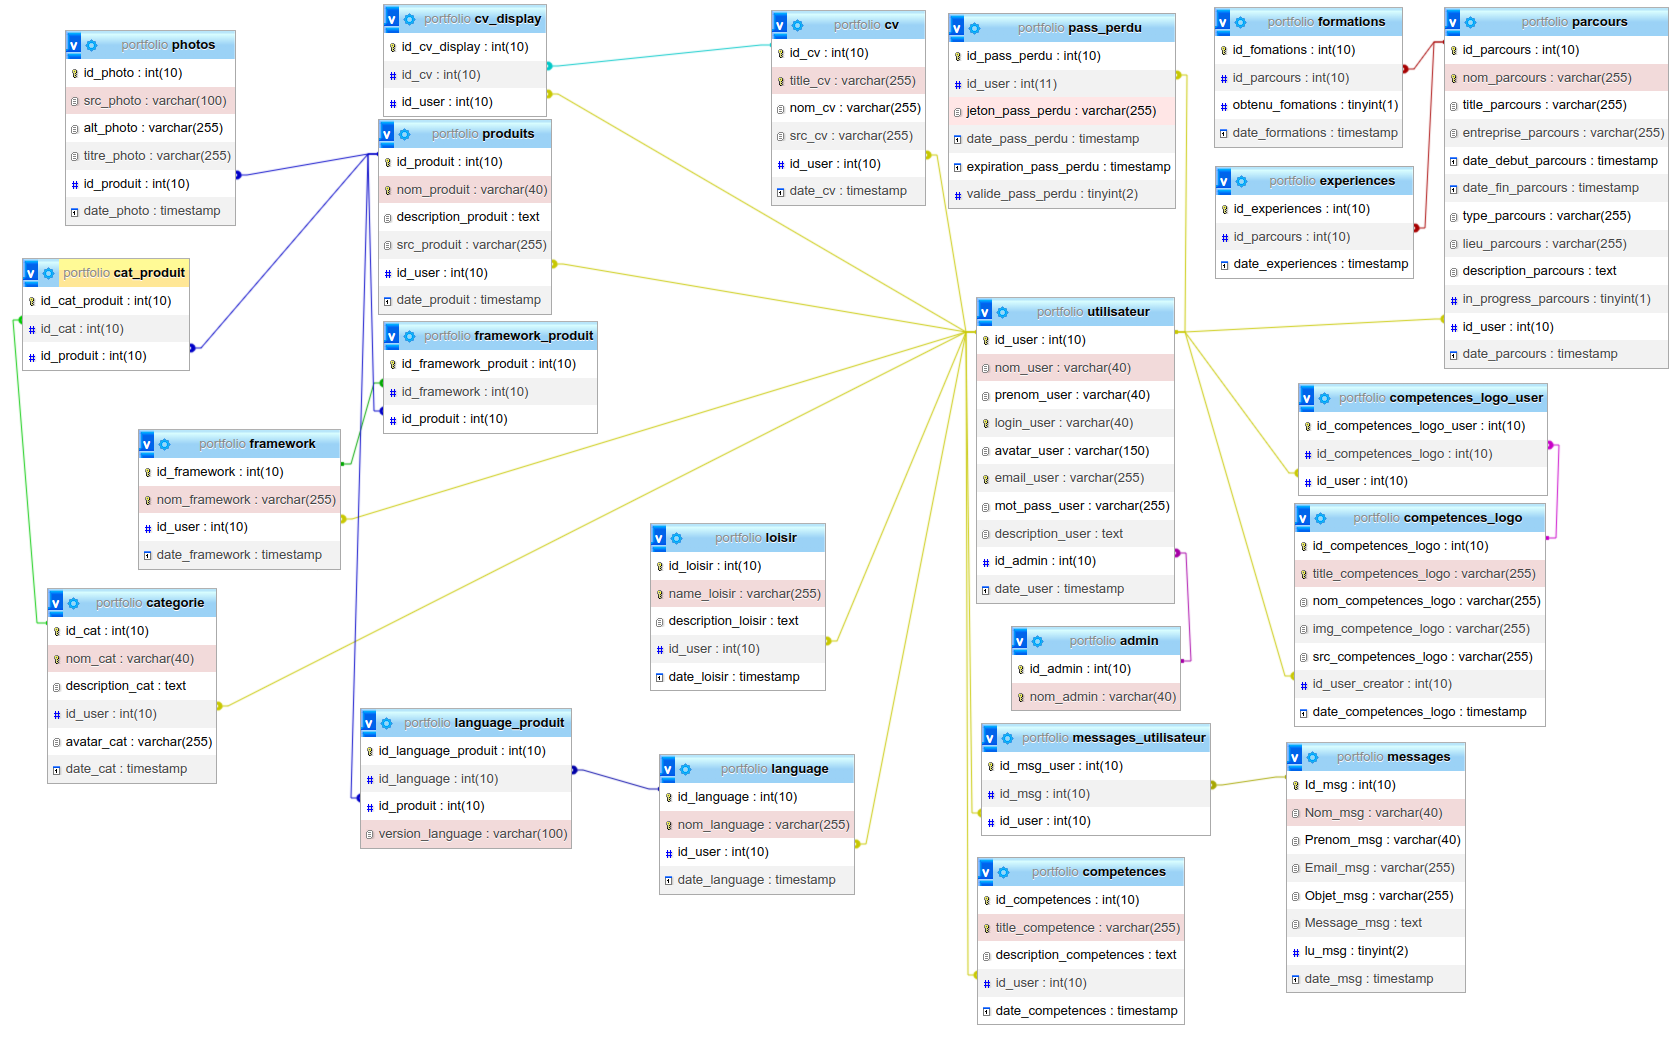 portfolio photos
id_photo : int(10)
src_photo : varchar(100)
alt_photo : varchar(255)
titre_photo : varchar(255)
id_produit : int(10)
date_photo : timestamp
portfolio cv_display
id_cv_display : int(10)
id_cv : int(10)
id_user : int(10)
portfolio cv
id_cv : int(10)
title_cv : varchar(255)
nom_cv : varchar(255)
src_cv : varchar(255)
id_user : int(10)
date_cv : timestamp
portfolio pass_perdu
id_pass_perdu : int(10)
id_user : int(11)
jeton_pass_perdu : varchar(255)
date_pass_perdu : timestamp
expiration_pass_perdu : timestamp
valide_pass_perdu : tinyint(2)
portfolio formations
id_fomations : int(10)
id_parcours : int(10)
obtenu_fomations : tinyint(1)
date_formations : timestamp
portfolio parcours
id_parcours : int(10)
nom_parcours : varchar(255)
title_parcours : varchar(255)
entreprise_parcours : varchar(255)
date_debut_parcours : timestamp
date_fin_parcours : timestamp
type_parcours : varchar(255)
lieu_parcours : varchar(255)
description_parcours : text
in_progress_parcours : tinyint(1)
id_user : int(10)
date_parcours : timestamp
portfolio produits
id_produit : int(10)
nom_produit : varchar(40)
description_produit : text
src_produit : varchar(255)
id_user : int(10)
date_produit : timestamp
portfolio experiences
id_experiences : int(10)
id_parcours : int(10)
date_experiences : timestamp
portfolio cat_produit
id_cat_produit : int(10)
id_cat : int(10)
id_produit : int(10)
portfolio framework_produit
id_framework_produit : int(10)
id_framework : int(10)
id_produit : int(10)
portfolio utilisateur
id_user : int(10)
nom_user : varchar(40)
prenom_user : varchar(40)
login_user : varchar(40)
avatar_user : varchar(150)
email_user : varchar(255)
mot_pass_user : varchar(255)
description_user : text
id_admin : int(10)
date_user : timestamp
portfolio competences_logo_user
id_competences_logo_user : int(10)
id_competences_logo : int(10)
id_user : int(10)
portfolio framework
id_framework : int(10)
nom_framework : varchar(255)
id_user : int(10)
date_framework : timestamp
portfolio competences_logo
id_competences_logo : int(10)
title_competences_logo : varchar(255)
nom_competences_logo : varchar(255)
img_competence_logo : varchar(255)
src_competences_logo : varchar(255)
id_user_creator : int(10)
date_competences_logo : timestamp
portfolio loisir
id_loisir : int(10)
name_loisir : varchar(255)
description_loisir : text
id_user : int(10)
date_loisir : timestamp
portfolio categorie
id_cat : int(10)
nom_cat : varchar(40)
description_cat : text
id_user : int(10)
avatar_cat : varchar(255)
date_cat : timestamp
portfolio admin
id_admin : int(10)
nom_admin : varchar(40)
portfolio language_produit
id_language_produit : int(10)
id_language : int(10)
id_produit : int(10)
version_language : varchar(100)
portfolio language
id_language : int(10)
nom_language : varchar(255)
id_user : int(10)
date_language : timestamp
portfolio messages_utilisateur
id_msg_user : int(10)
id_msg : int(10)
id_user : int(10)
portfolio messages
Id_msg : int(10)
Nom_msg : varchar(40)
Prenom_msg : varchar(40)
Email_msg : varchar(255)
Objet_msg : varchar(255)
Message_msg : text
lu_msg : tinyint(2)
date_msg : timestamp
portfolio competences
id_competences : int(10)
title_competence : varchar(255)
description_competences : text
id_user : int(10)
date_competences : timestamp